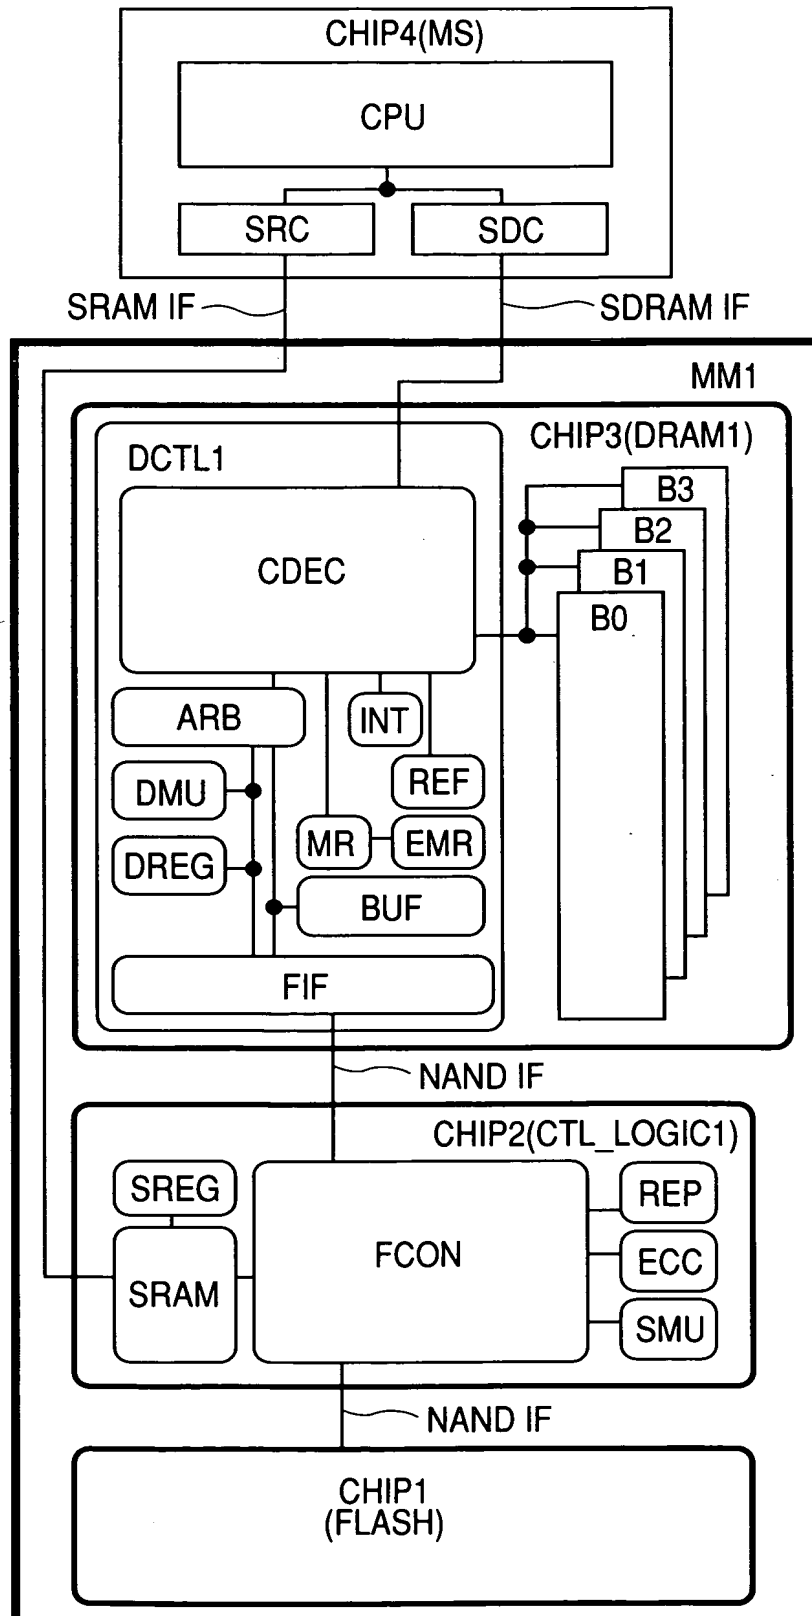 CHIP4(MS)
CPU
SRC
SDC
SRAM IF
SDRAM IF
MM1
CHIP3(DRAM1)
DCTL1
B3
B2
B1
B0
CDEC
ARB
INT
DMU
REF
DREG
MR
EMR
BUF
FIF
NAND IF
CHIP2(CTL_LOGIC1)
SREG
REP
FCON
ECC
SRAM
SMU
NAND IF
CHIP1
(FLASH)